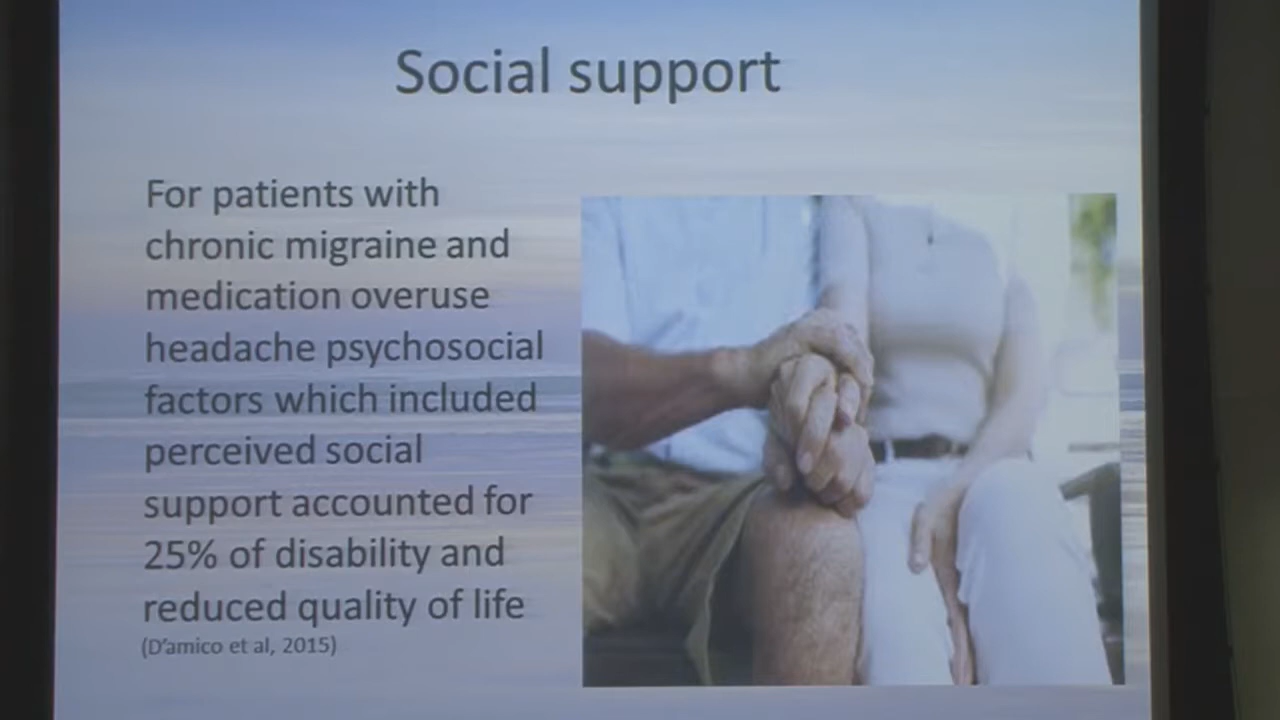 Social support
For patients with
chronic migraine and
medication overuse
headache psychosocial
factors which included
perceived social
support accounted for
25% of disability and
reduced quality of life
(D'amico et al, 2015)